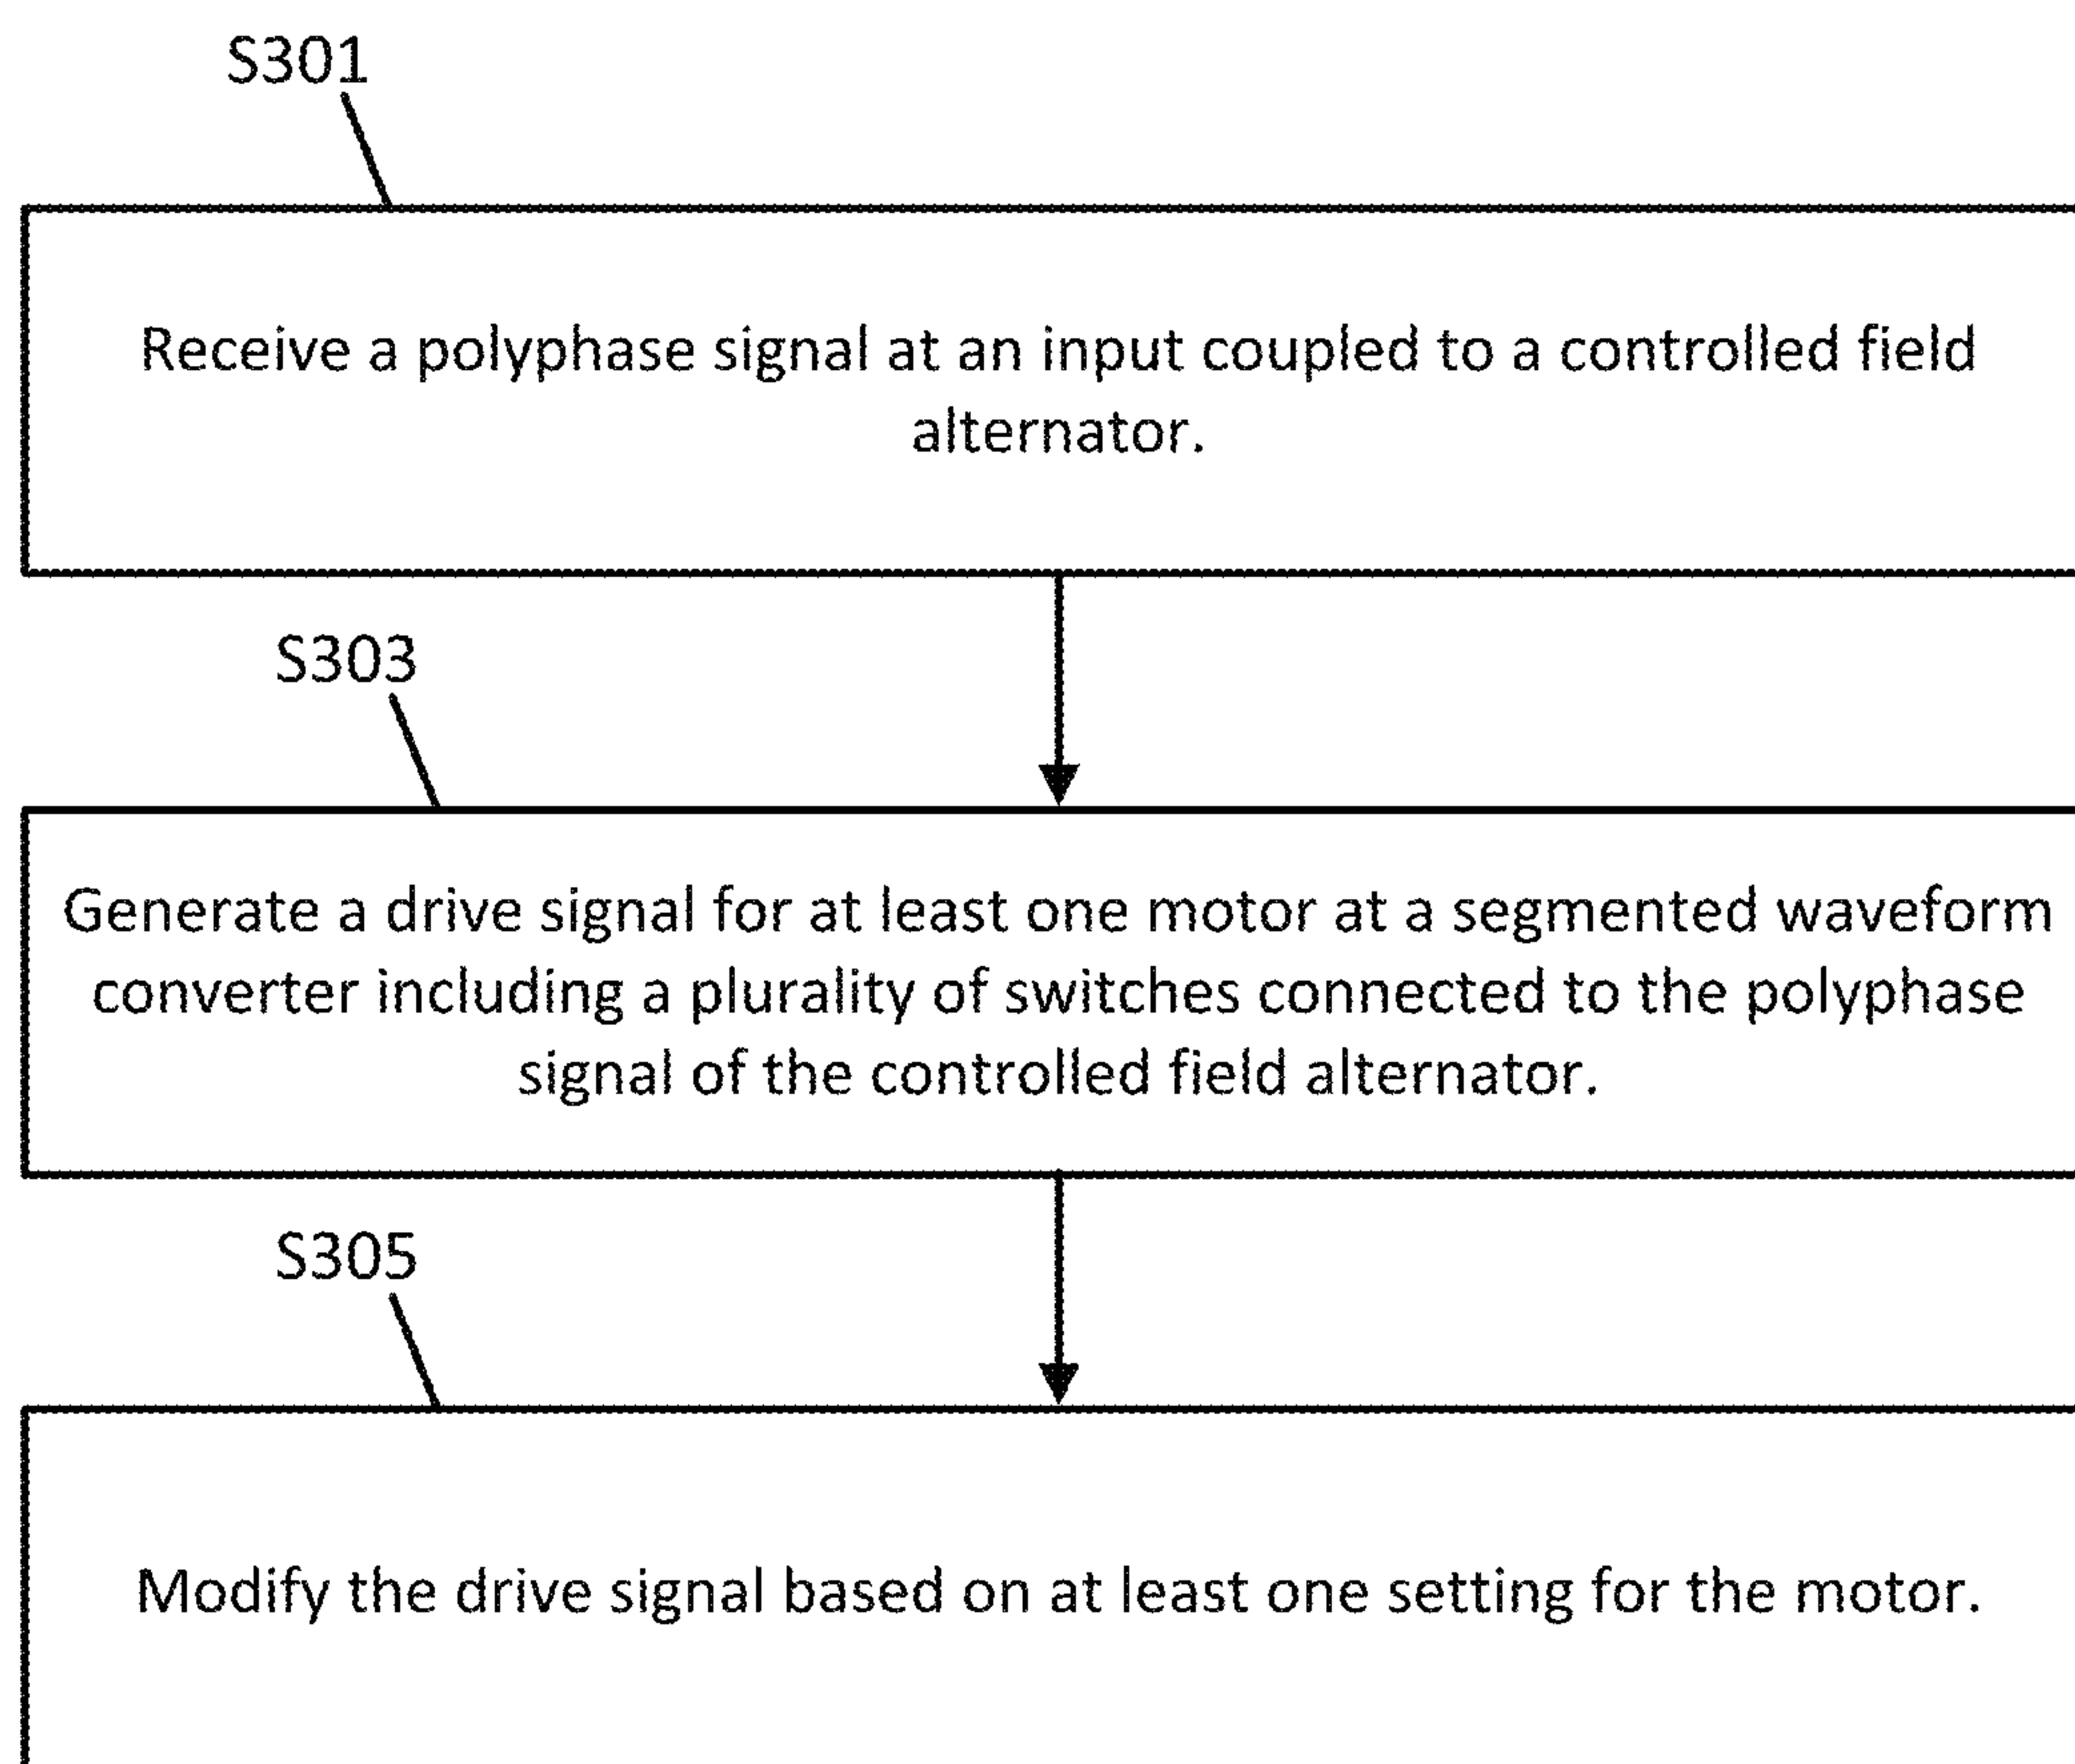 S301
Receive a polyphase signal at an input coupled to a controlled field
alternator.
S303
Generate a drive signal for at least one motor at a segmented waveform
converter including a plurality of switches connected to the polyphase
signal of the controlled field alternator.
S305
Modify the drive signal based on at least one setting for the motor.